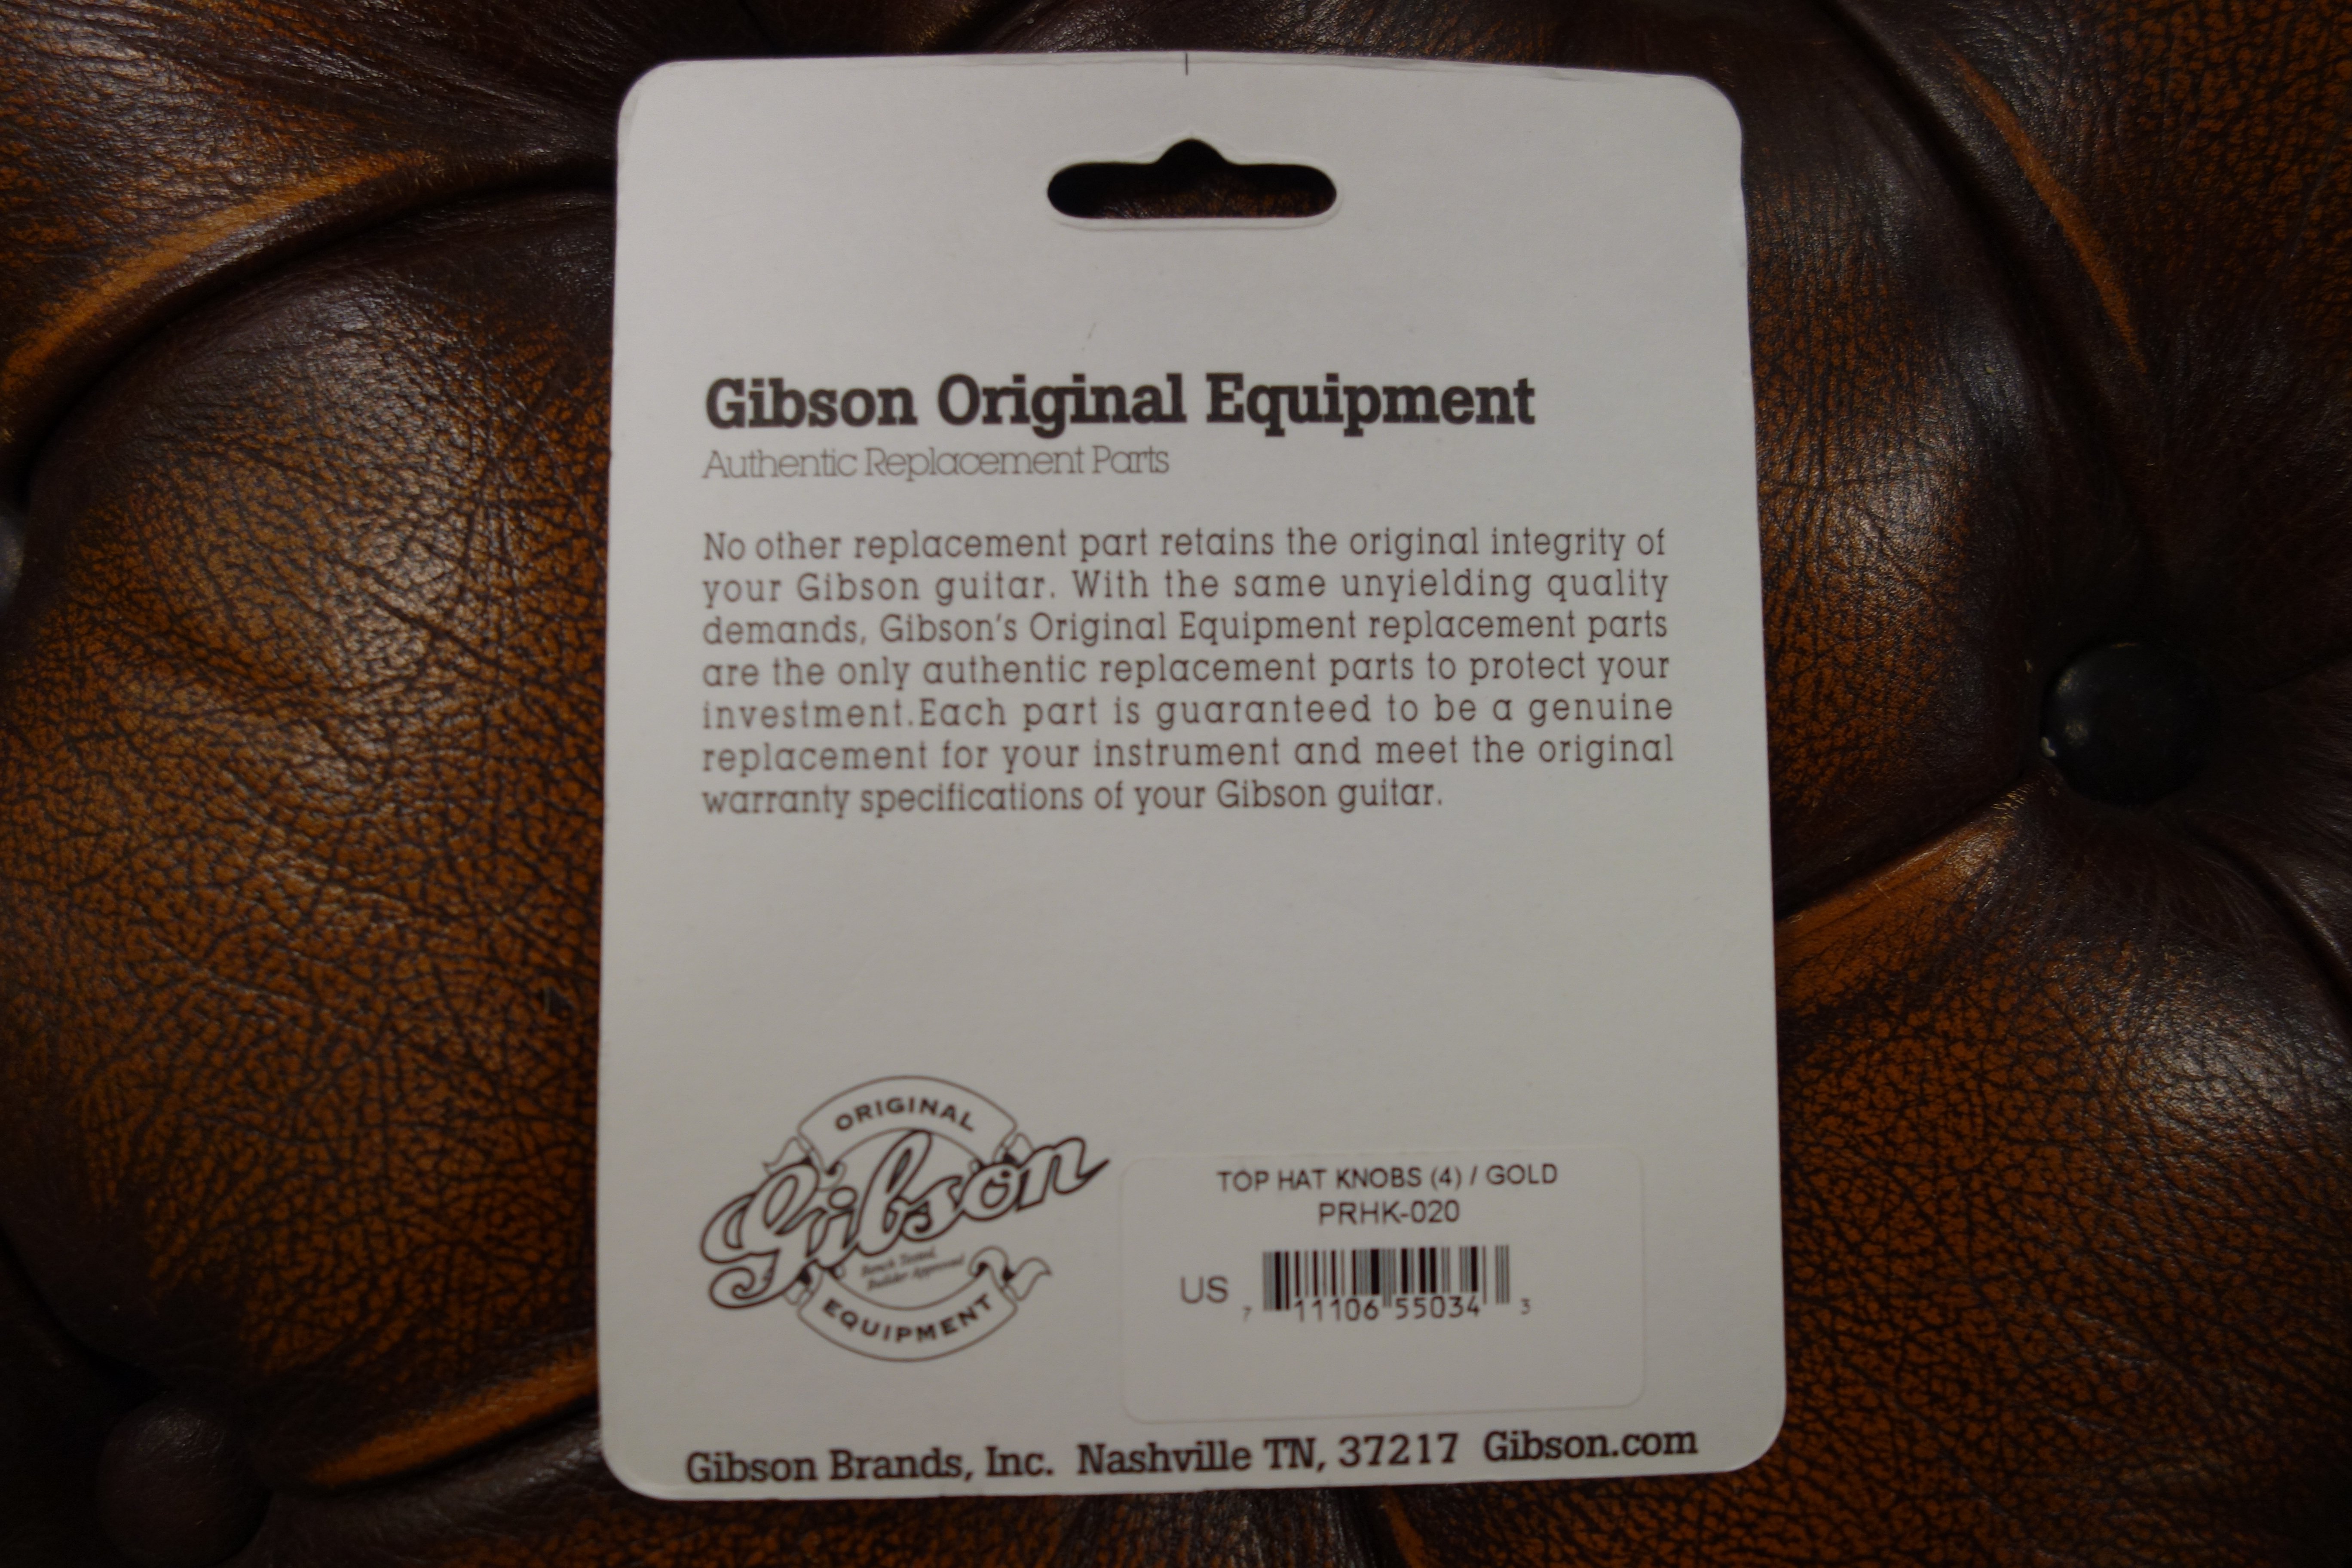 Gibson Original Equipment
Authentic Replacement Parts
No other replacement part retains the original integrity of
your Gibson guitar. With the same unyielding quality
demands, Gibson's Original Equipment replacement parts
are the only authentic replacement parts to protect your
investment.Each part is guaranteed to be a genuine
replacement for your instrument and meet the original
warranty specifications of your Gibson guitar.
ORIGINAL
Gibson
Bench Tested,
Builder Approved
EQUIPMENT
TOP HAT KNOBS (4) / GOLD
PRHK-020
US
7 11106 55034 3
Gibson Brands, Inc. Nashville TN, 37217 Gibson.com